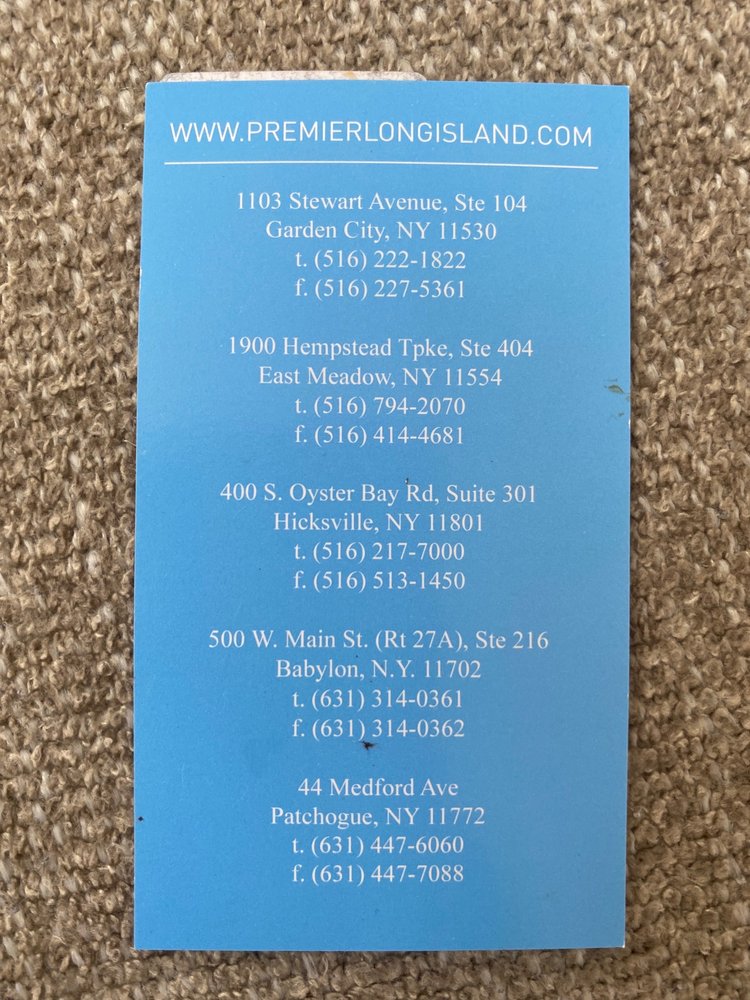 WWW.PREMIERLONGISLAND.COM
1103 Stewart Avenue, Ste 104
Garden City, NY 11530
t. (516) 222-1822
f. (516) 227-5361
1900 Hempstead Tpke, Ste 404
East Meadow, NY 11554
t. (516) 794-2070
f. (516) 414-4681
400 S. Oyster Bay Rd, Suite 301
Hicksville, NY 11801
t. (516) 217-7000
f. (516) 513-1450
500 W. Main St. (Rt 27A), Ste 216
Babylon, N.Y. 11702
t. (631) 314-0361
f. (631) 314-0362
44 Medford Ave
Patchogue, NY 11772
t. (631) 447-6060
f. (631) 447-7088